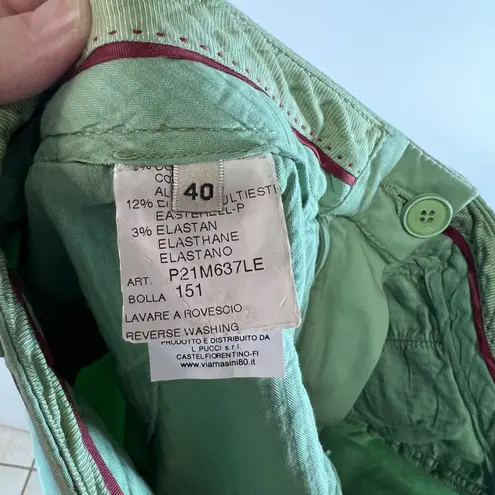 40
12%
EASTERELL-P
3% ELASTAN
ELASTHANE
ELASTANO
ART. P21M637LE
BOLLA 151
LAVARE A ROVESCIO
REVERSE WASHING
PRODOTTO E DISTRIBUITO DA
L.PUCCI s.r.l.
CASTELFIORENTINO-FI
www.viamasini80.it